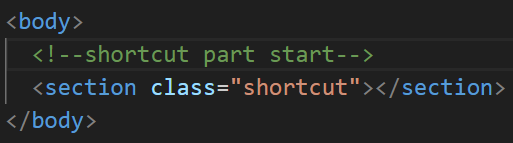 <body>
<!--shortcut part start-->
<section class="shortcut"></section>
</body>